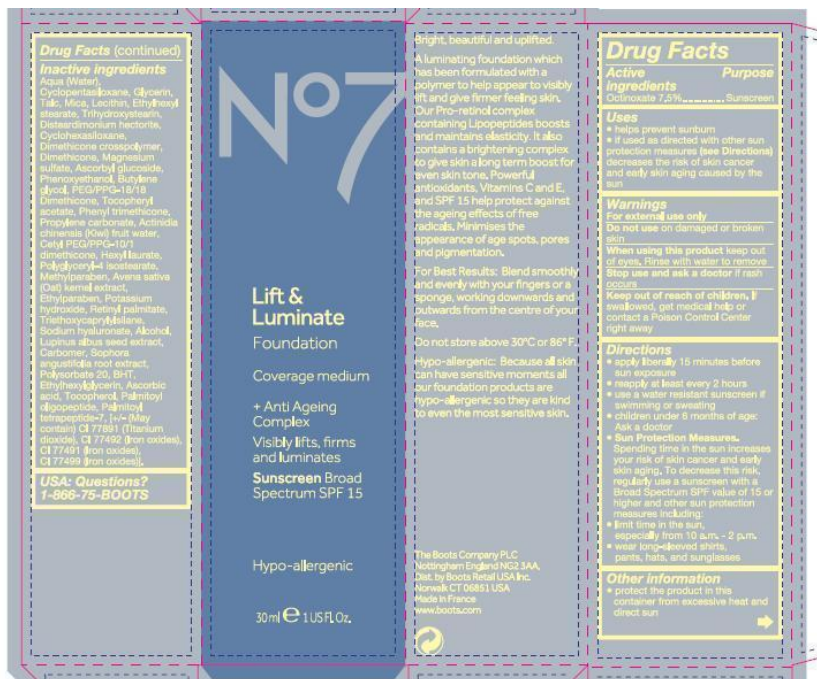 Drug Facts (continued)
Inactive ingredients
Aqua (Water),
Cyclopentasiloxane, Glycerin,
Talc, Mica, Lecithin, Ethylhexyl
stearate, Trihydroxystearin,
Disteardimonium hectorite,
Cyclohexasiloxane,
Dimethicone crosspolymer,
Dimethicone, Magnesium
sulfate, Ascorbyl glucoside,
Phenoxyethanol, Butylene
glycol, PEG/PPG-18/18
Dimethicone, Tocopheryl
acetate, Phenyl trimethicone,
Propylene carbonate, Actinidia
chinensis (Kiwi) fruit water,
Cetyl PEG/PPG-10/1
dimethicone, Hexyl laurate,
Polyglyceryl-4 isostearate,
Methylparaben, Avena sativa
(Oat) kernel extract,
Ethylparaben, Potassium
hydroxide, Retinyl palmitate,
Triethoxycaprylylsilane,
Sodium hyaluronate, Alcohol,
Lupinus albus seed extract,
Carbomer, Sophora
angustifolia root extract,
Polysorbate 20, BHT,
Ethylhexylglycerin, Ascorbic
acid, Tocopherol, Palmitoyl
oligopeptide, Palmitoyl
tetrapeptide-7, [+/- (May
contain) CI 77891 (Titanium
dioxide), CI 77492 (Iron oxides),
CI 77491 (Iron oxides),
CI 77499 (Iron oxides)].
USA: Questions?
1-866-75-BOOTS
No7
Lift &
Luminate
Foundation
Coverage medium
+ Anti Ageing
Complex
Visibly lifts, firms
and luminates
Sunscreen Broad
Spectrum SPF 15
Hypo-allergenic
30ml e 1 US Fl. Oz.
Bright, beautiful and uplifted.
A luminating foundation which
has been formulated with a
polymer to help appear to visibly
lift and give firmer feeling skin.
Our Pro-retinol complex
containing Lipopeptides boosts
and maintains elasticity. It also
contains a brightening complex
to give skin a long term boost for
even skin tone. Powerful
antioxidants, Vitamins C and E,
and SPF 15 help protect against
the ageing effects of free
radicals. Minimises the
appearance of age spots, pores
and pigmentation.
For Best Results: Blend smoothly
and evenly with your fingers or a
sponge, working downwards and
outwards from the centre of your
face.
Do not store above 30°C or 86°F.
Hypo-allergenic: Because all skin
can have sensitive moments all
our foundation products are
hypo-allergenic so they are kind
to even the most sensitive skin.
The Boots Company PLC
Nottingham England NG2 3AA.
Dist. by Boots Retail USA Inc.
Norwalk CT 06851 USA
Made in France
www.boots.com
Drug Facts
Active Purpose
ingredients
Octinoxate 7.5%............Sunscreen
Uses
• helps prevent sunburn
• if used as directed with other sun
protection measures (see Directions)
decreases the risk of skin cancer
and early skin aging caused by the
sun
Warnings
For external use only
Do not use on damaged or broken
skin
When using this product keep out
of eyes. Rinse with water to remove
Stop use and ask a doctor if rash
occurs
Keep out of reach of children. If
swallowed, get medical help or
contact a Poison Control Center
right away
Directions
• apply liberally 15 minutes before
sun exposure
• reapply at least every 2 hours
• use a water resistant sunscreen if
swimming or sweating
• children under 6 months of age:
Ask a doctor
• Sun Protection Measures.
Spending time in the sun increases
your risk of skin cancer and early
skin aging. To decrease this risk,
regularly use a sunscreen with a
Broad Spectrum SPF value of 15 or
higher and other sun protection
measures including:
• limit time in the sun,
especially from 10 a.m. - 2 p.m.
• wear long-sleeved shirts,
pants, hats, and sunglasses
Other information
• protect the product in this
container from excessive heat and
direct sun